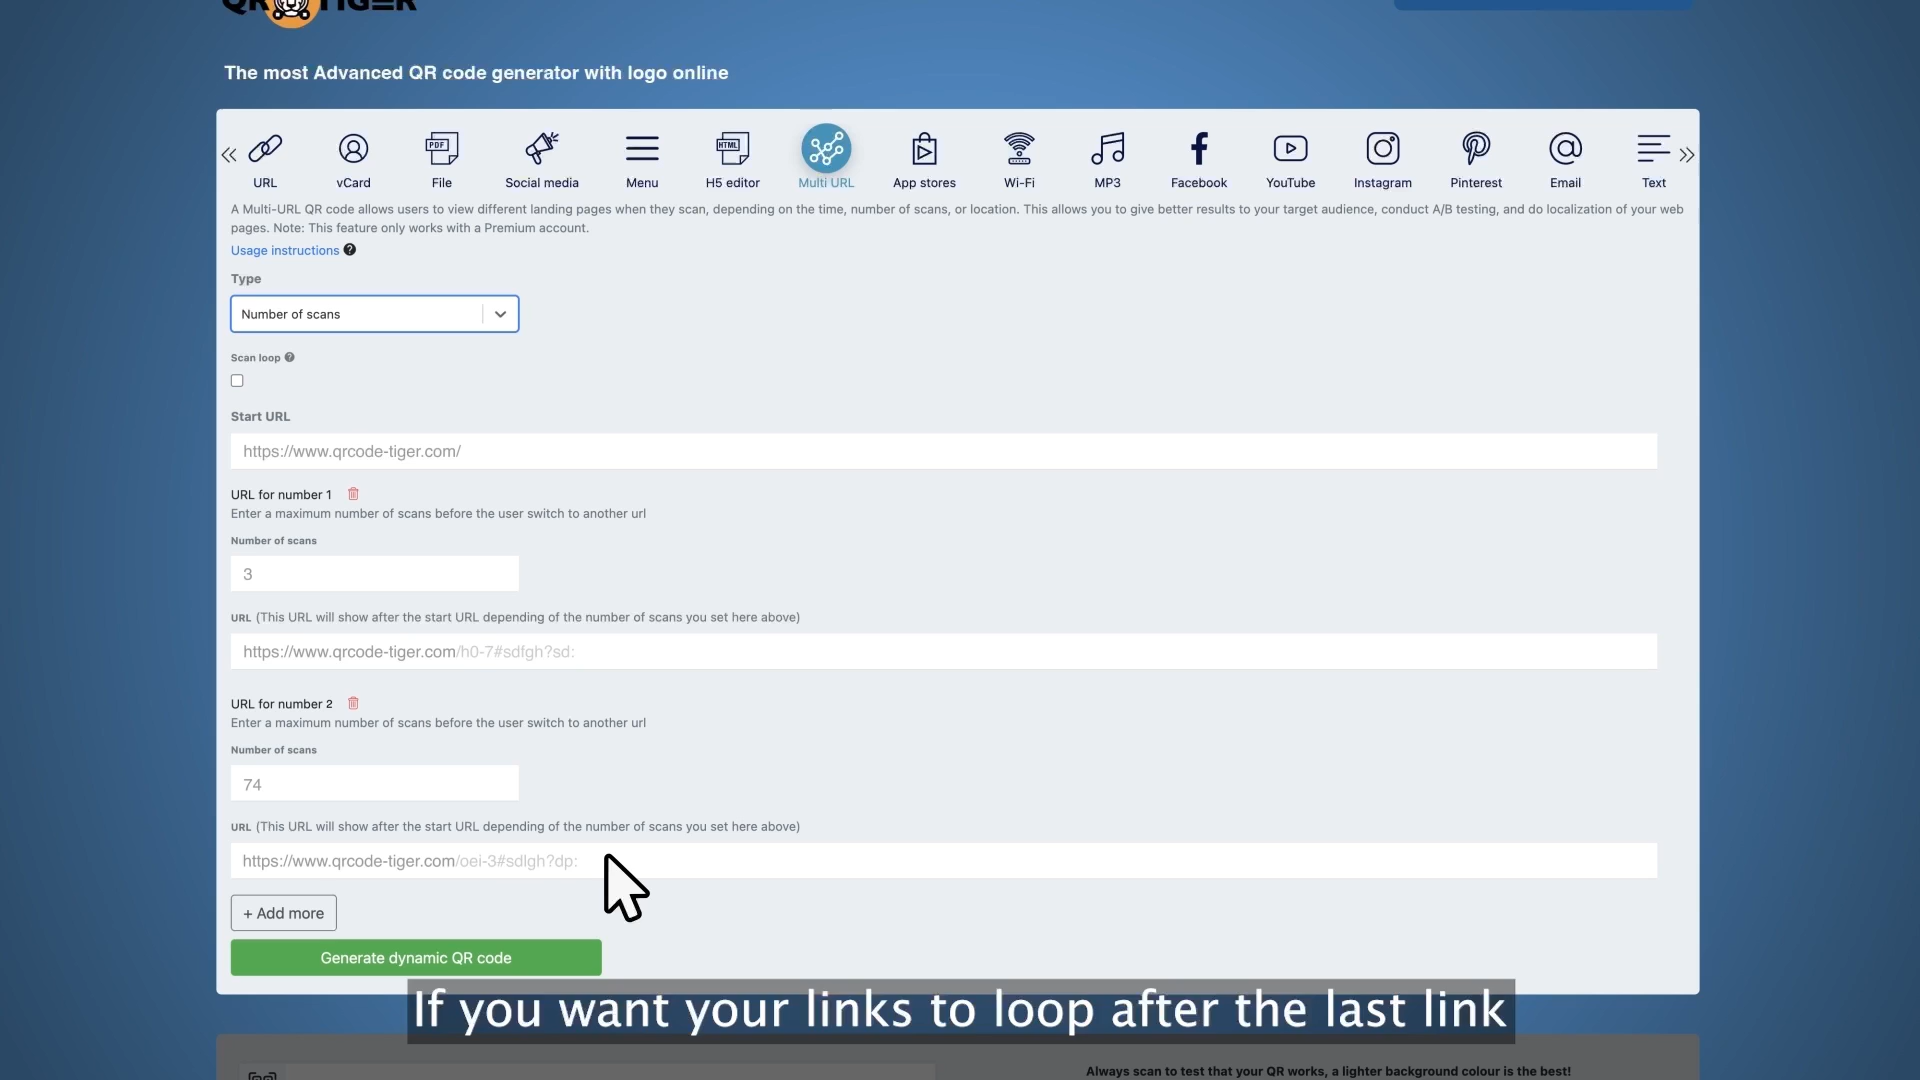 QR TIGER
The most Advanced QR code generator with logo online
URL
vCard
PDF
File
Social media
Menu
HTML
H5 editor
Multi URL
App stores
Wi-Fi
MP3
Facebook
YouTube
Instagram
Pinterest
Email
Text
A Multi-URL QR code allows users to view different landing pages when they scan, depending on the time, number of scans, or location. This allows you to give better results to your target audience, conduct A/B testing, and do localization of your web
pages. Note: This feature only works with a Premium account.
Usage instructions ?
Type
Number of scans
Scan loop ?
Start URL
https://www.qrcode-tiger.com/
URL for number 1
Enter a maximum number of scans before the user switch to another url
Number of scans
3
URL (This URL will show after the start URL depending of the number of scans you set here above)
https://www.qrcode-tiger.com/h0-7#sdfgh?sd:
URL for number 2
Enter a maximum number of scans before the user switch to another url
Number of scans
74
URL (This URL will show after the start URL depending of the number of scans you set here above)
https://www.qrcode-tiger.com/oei-3#sdlgh?dp:
+ Add more
Generate dynamic QR code
If you want your links to loop after the last link
Always scan to test that your QR works, a lighter background colour is the best!